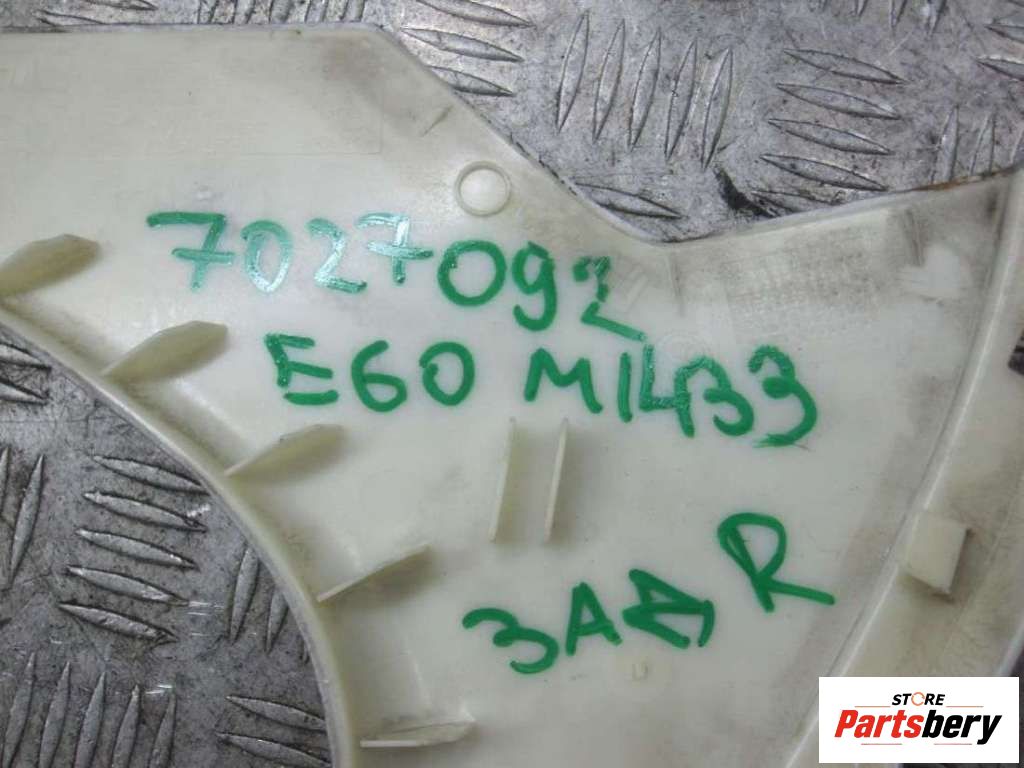 7027092
E60 M1433
ЗАД R
STORE
Partsbery